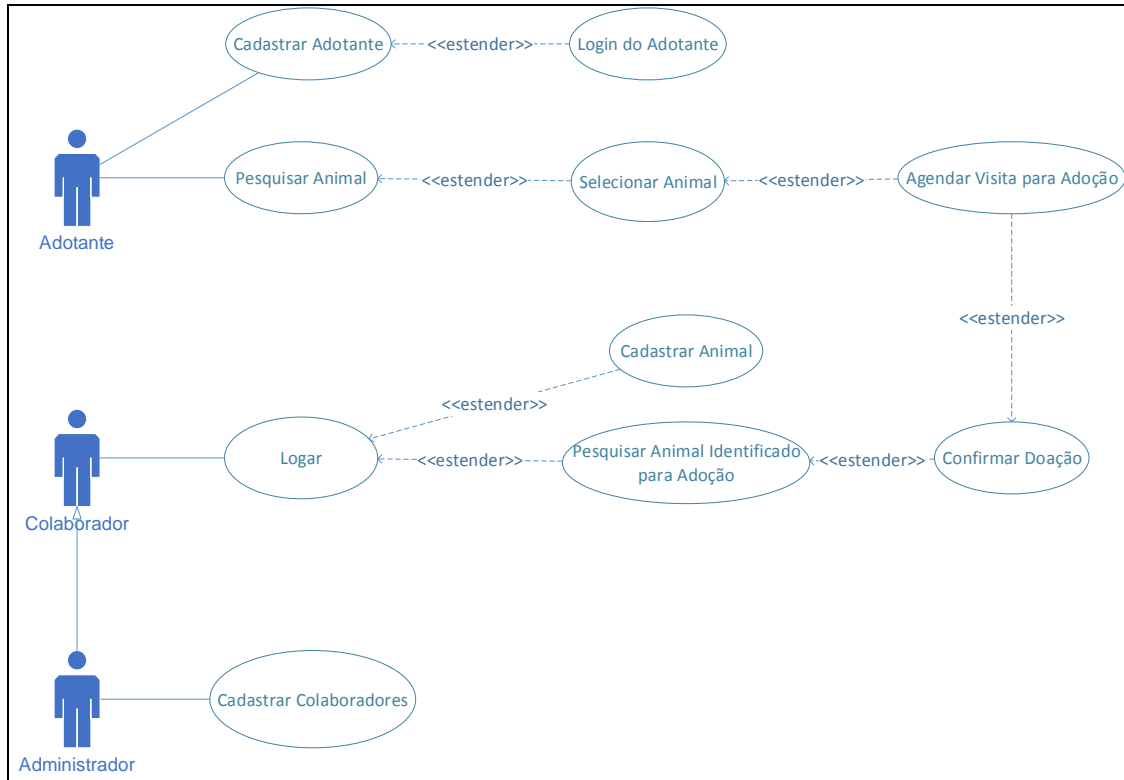 Cadastrar Adotante
<<estender>>
Login do Adotante
Pesquisar Animal
<<estender>>
Selecionar Animal
<<estender>>
Agendar Visita para Adoção
Adotante
<<estender>>
Cadastrar Animal
<<estender>>
Logar
<<estender>>
Pesquisar Animal Identificado
para Adoção
<<estender>>
Confirmar Doação
Colaborador
Cadastrar Colaboradores
Administrador